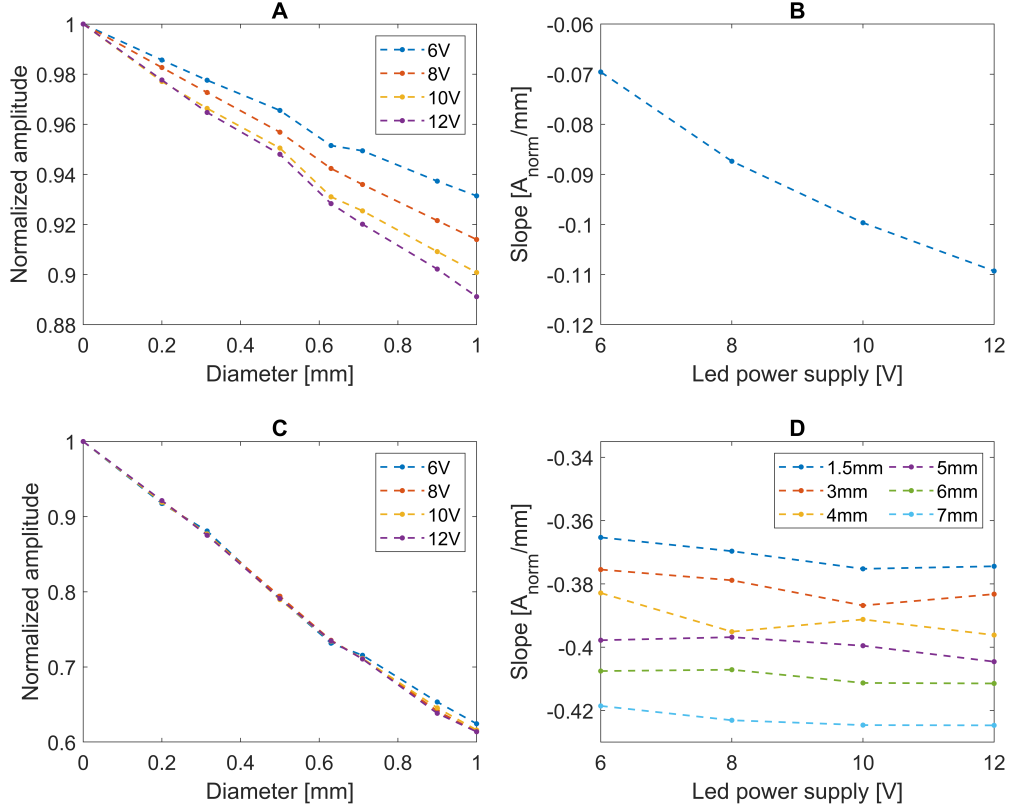 A
Normalized amplitude
1
0.98
0.96
0.94
0.92
0.9
0.88
0
0.2
0.4
0.6
0.8
1
Diameter [mm]
6V
8V
10V
12V
B
Slope [Anorm/mm]
-0.06
-0.07
-0.08
-0.09
-0.1
-0.11
-0.12
6
8
10
12
Led power supply [V]
C
Normalized amplitude
1
0.9
0.8
0.7
0.6
0
0.2
0.4
0.6
0.8
1
Diameter [mm]
6V
8V
10V
12V
D
Slope [Anorm/mm]
-0.34
-0.36
-0.38
-0.4
-0.42
6
8
10
12
Led power supply [V]
1.5mm
3mm
4mm
5mm
6mm
7mm